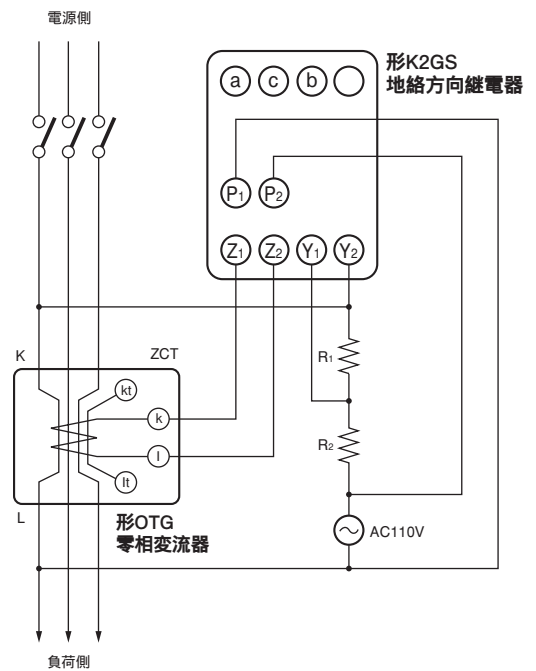 電源側
形K2GS
地絡方向継電器
a c b
P1 P2
Z1 Z2 Y1 Y2
R1
K ZCT
kt
k
R2
l
lt
L
形OTG
零相変流器
AC110V
負荷側